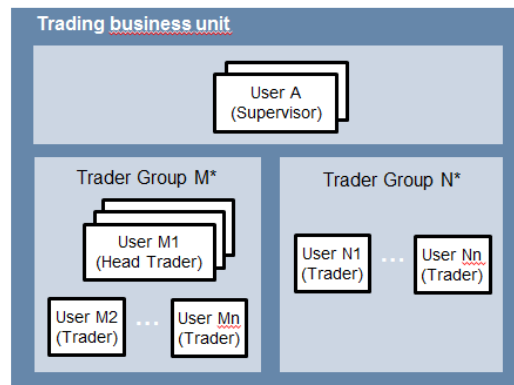 Trading business unit
User A
(Supervisor)
Trader Group M*
User M1
(Head Trader)
User M2
(Trader)
...
User Mn
(Trader)
Trader Group N*
User N1
(Trader)
...
User Nn
(Trader)